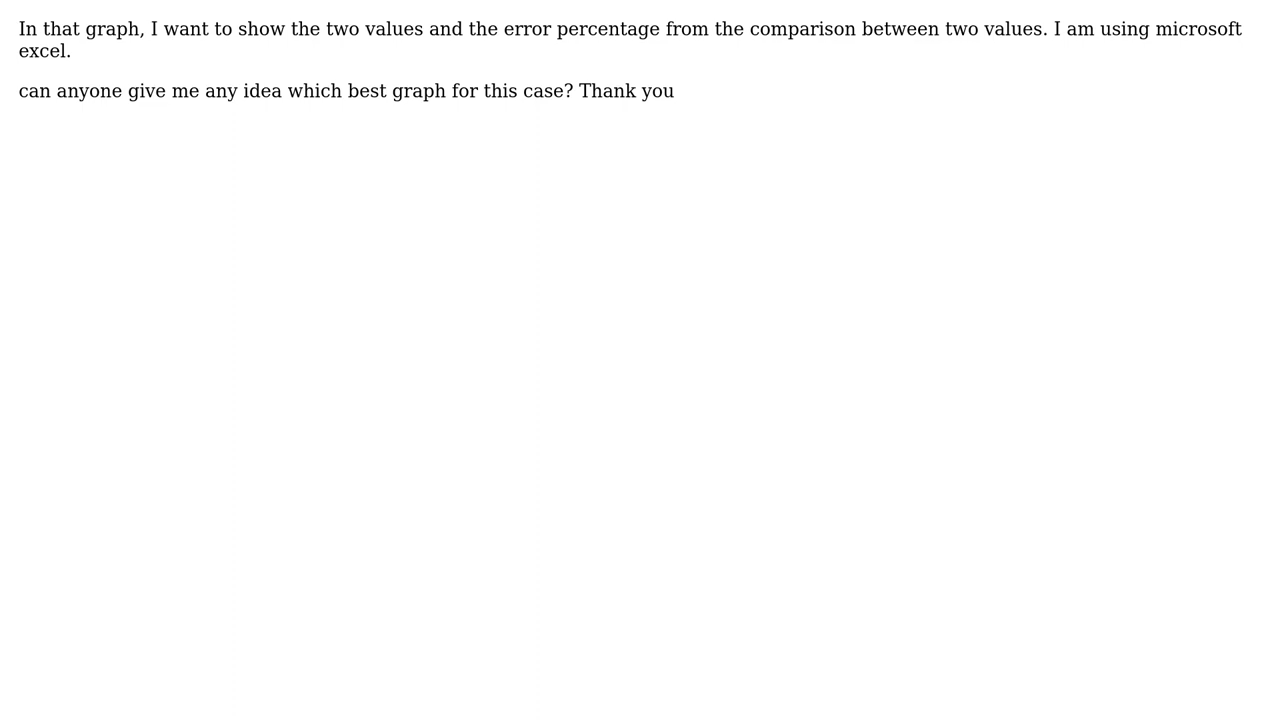 In that graph, I want to show the two values and the error percentage from the comparison between two values. I am using microsoft
excel.
can anyone give me any idea which best graph for this case? Thank you